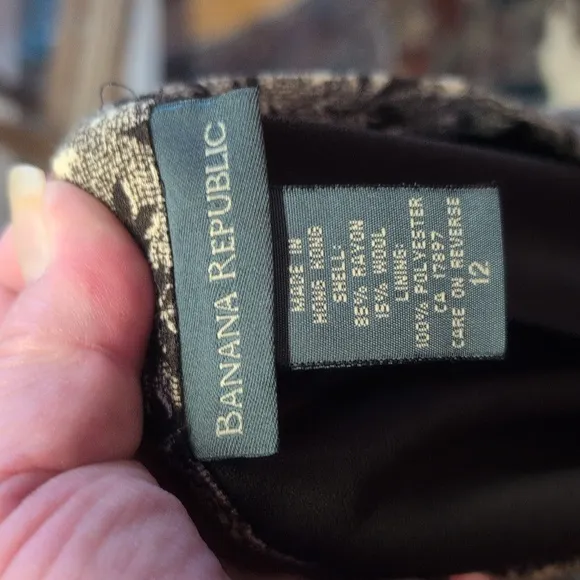 BANANA REPUBLIC
MADE IN
HONG KONG
SHELL:
85% RAYON
15% WOOL
LINING:
100% POLYESTER
CA 17897
CARE ON REVERSE
12